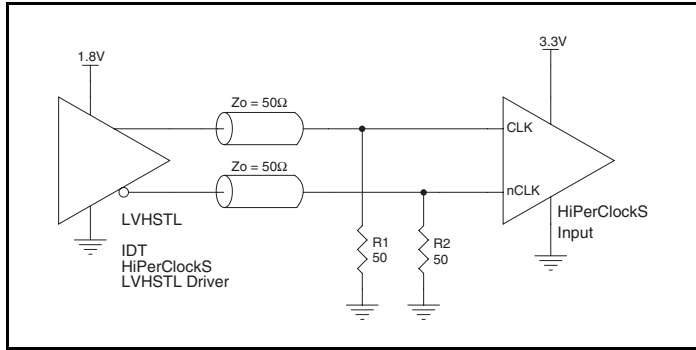 1.8V
3.3V
Zo = 50Ω
CLK
Zo = 50Ω
nCLK
LVHSTL
IDT
HiPerClockS
LVHSTL Driver
R1
50
R2
50
HiPerClockS
Input